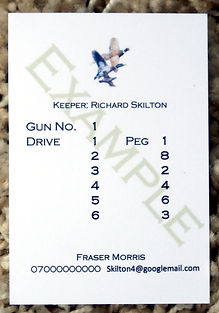 EXAMPLE
KEEPER: RICHARD SKILTON
GUN NO. 1
DRIVE 1 PEG 1
2 8
3 2
4 4
5 6
6 3
FRASER MORRIS
07000000000 Skilton4@googlemail.com